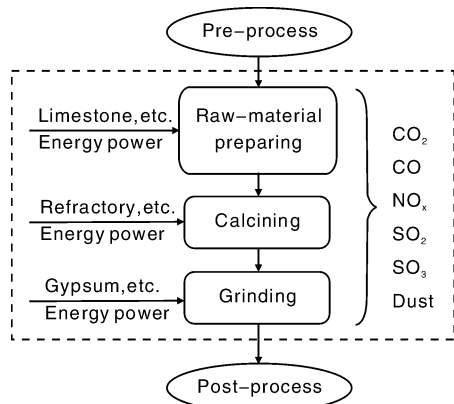 Pre-process
Limestone,etc.
Energy power
Raw-material
preparing
Refractory,etc.
Energy power
Calcining
Gypsum,etc.
Energy power
Grinding
CO₂
CO
NOₓ
SO₂
SO₃
Dust
Post-process